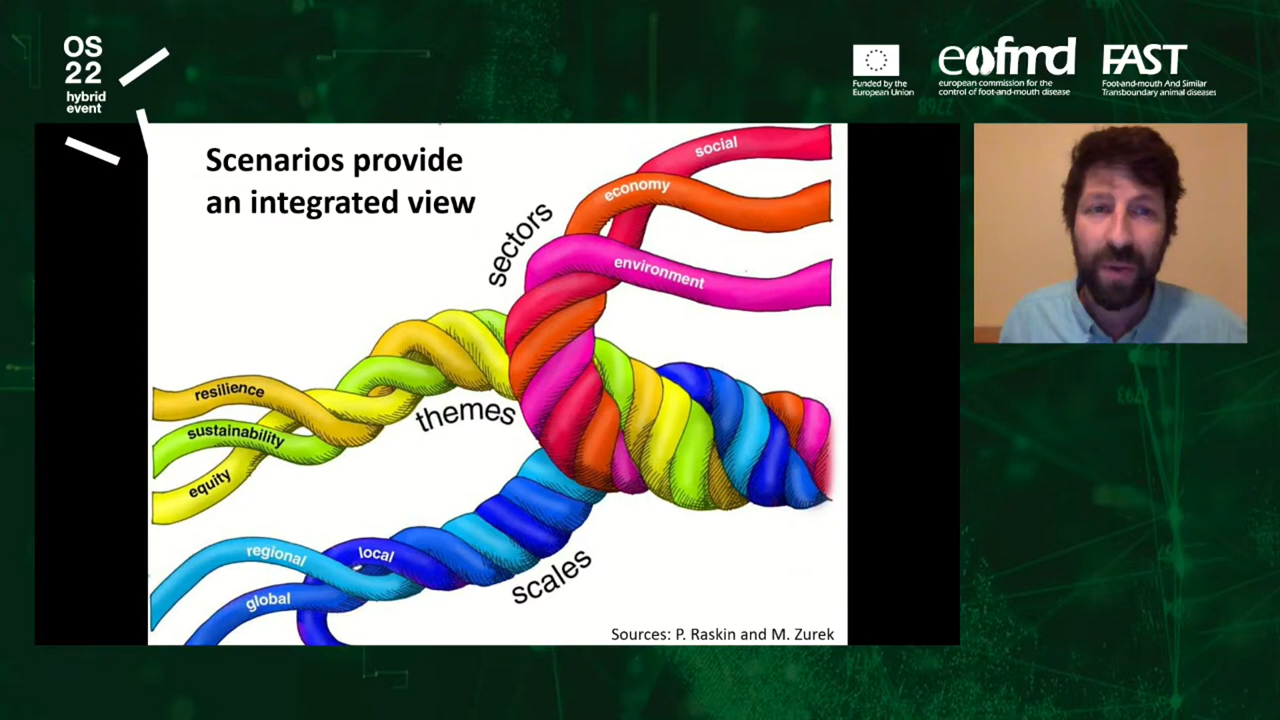 OS
22
hybrid
event
Funded by the
European Union
eofmd
european commission for the
control of foot-and-mouth disease
FAST
Foot-and-mouth And Similar
Transboundary animal diseases
Scenarios provide
an integrated view
social
economy
sectors
environment
resilience
themes
sustainability
equity
regional
local
global
scales
Sources: P. Raskin and M. Zurek